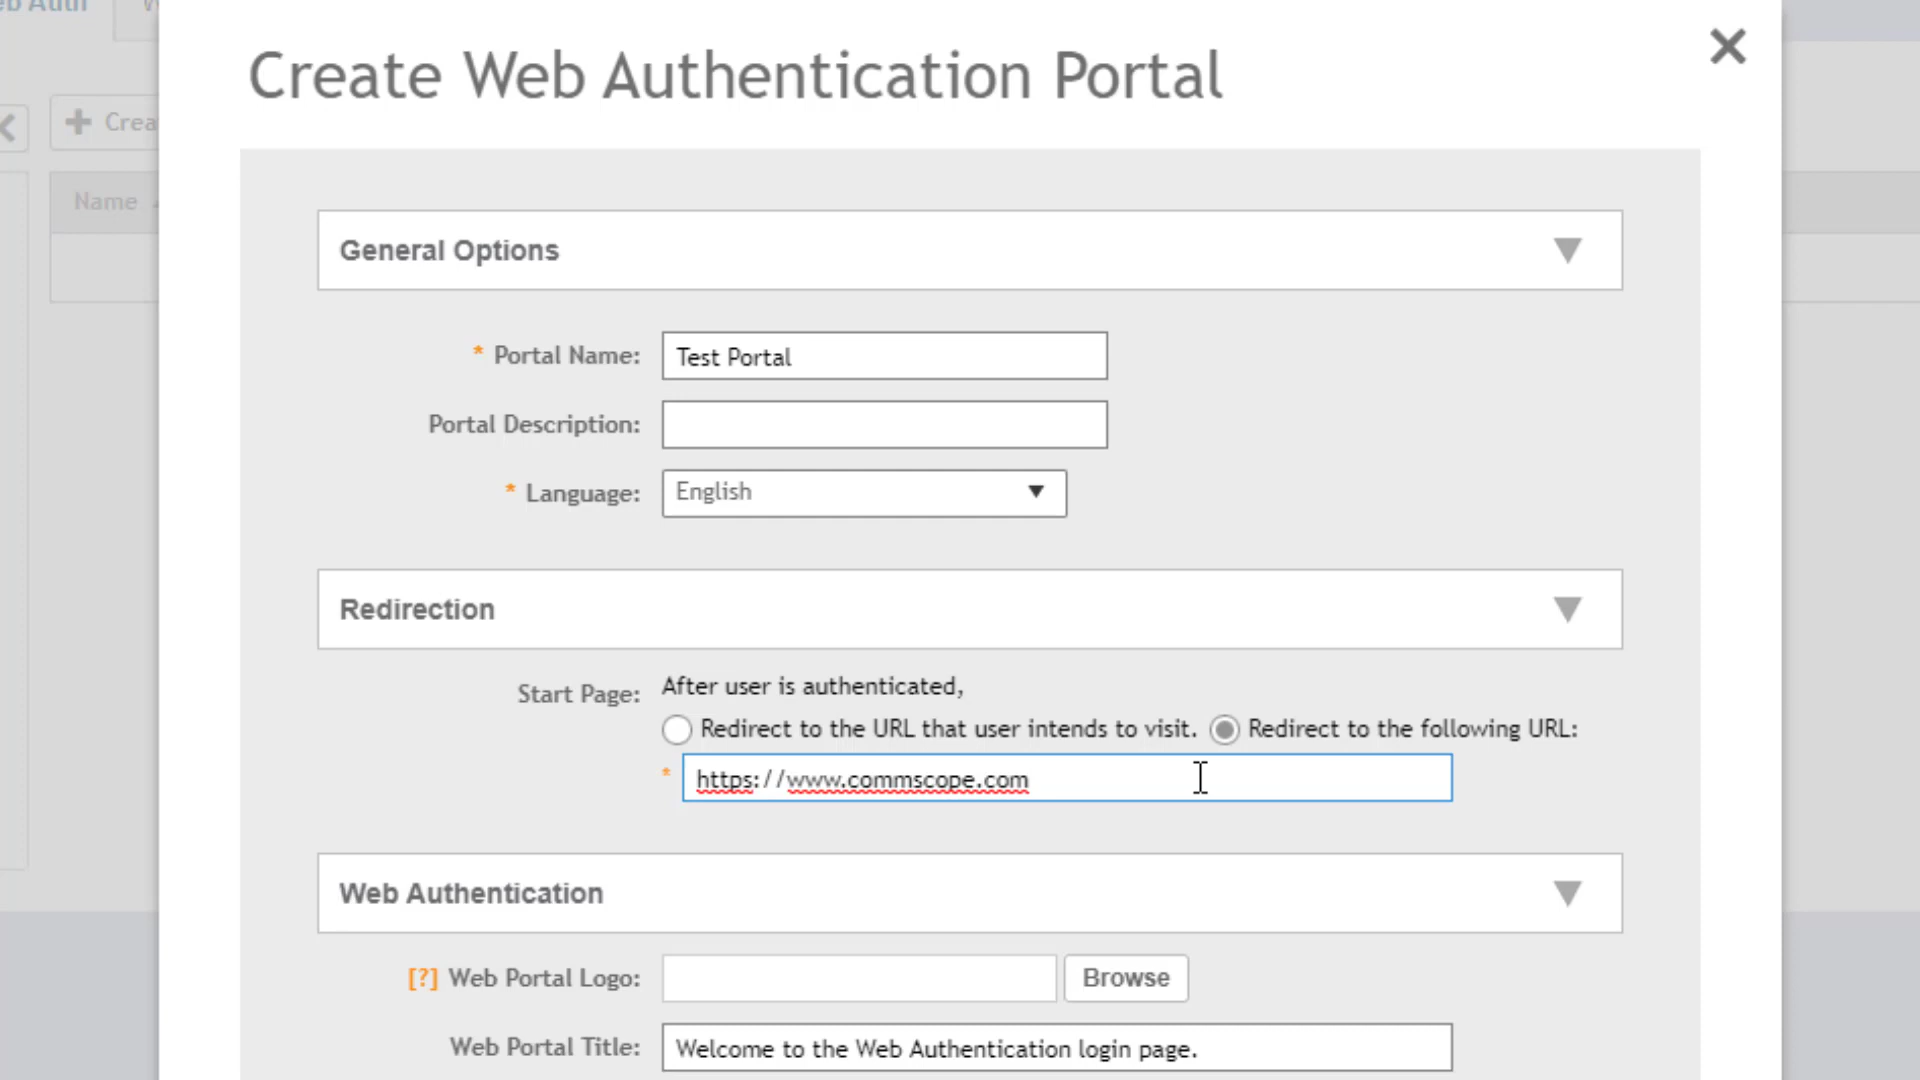 Create Web Authentication Portal
Name
General Options
* Portal Name: Test Portal
Portal Description:
* Language: English
Redirection
Start Page: After user is authenticated,
Redirect to the URL that user intends to visit. Redirect to the following URL:
* https://www.commscope.com
Web Authentication
[?] Web Portal Logo: Browse
Web Portal Title: Welcome to the Web Authentication login page.